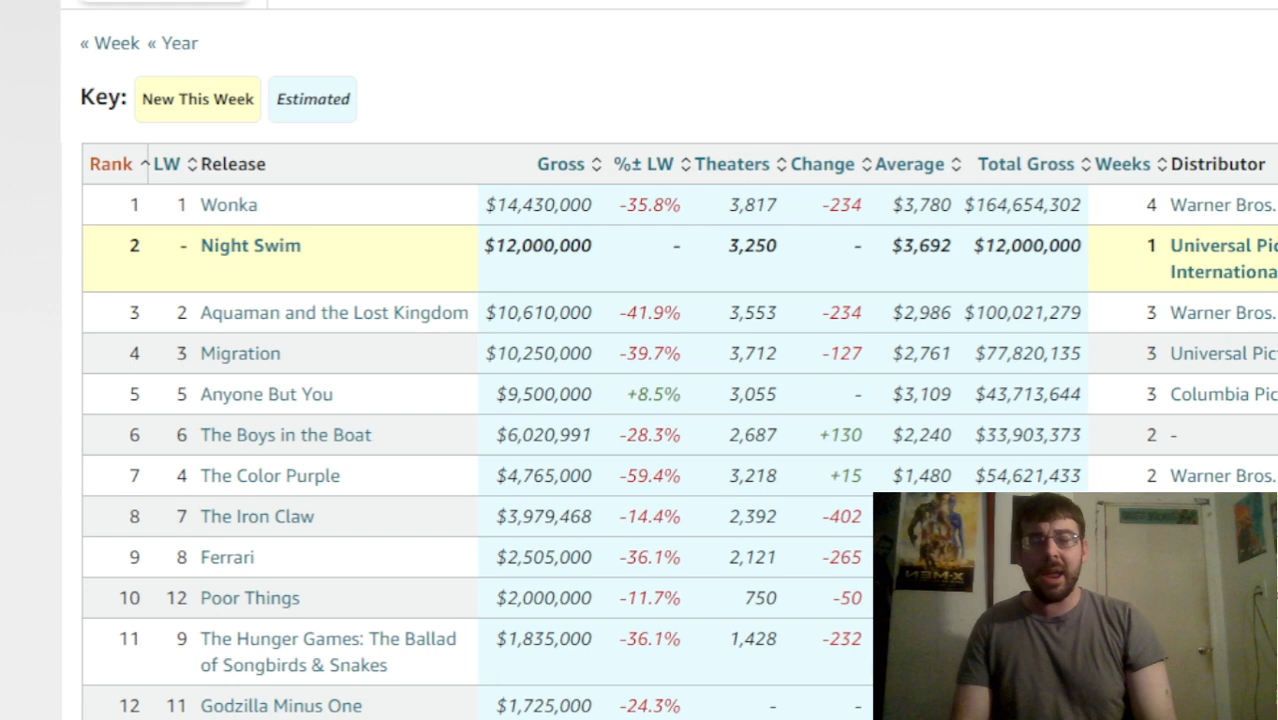 « Week « Year
Key: New This Week Estimated
Rank LW Release Gross %± LW Theaters Change Average Total Gross Weeks Distributor
1 1 Wonka $14,430,000 -35.8% 3,817 -234 $3,780 $164,654,302 4 Warner Bros.
2 - Night Swim $12,000,000 - 3,250 - $3,692 $12,000,000 1 Universal Pic
Internationa
3 2 Aquaman and the Lost Kingdom $10,610,000 -41.9% 3,553 -234 $2,986 $100,021,279 3 Warner Bros.
4 3 Migration $10,250,000 -39.7% 3,712 -127 $2,761 $77,820,135 3 Universal Pic
5 5 Anyone But You $9,500,000 +8.5% 3,055 - $3,109 $43,713,644 3 Columbia Pic
6 6 The Boys in the Boat $6,020,991 -28.3% 2,687 +130 $2,240 $33,903,373 2 -
7 4 The Color Purple $4,765,000 -59.4% 3,218 +15 $1,480 $54,621,433 2 Warner Bros.
8 7 The Iron Claw $3,979,468 -14.4% 2,392 -402
9 8 Ferrari $2,505,000 -36.1% 2,121 -265
10 12 Poor Things $2,000,000 -11.7% 750 -50
11 9 The Hunger Games: The Ballad $1,835,000 -36.1% 1,428 -232
of Songbirds & Snakes
12 11 Godzilla Minus One $1,725,000 -24.3% - -
X-MEN